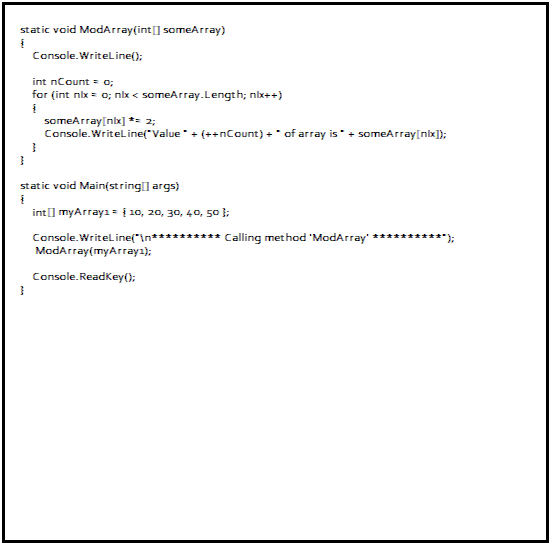 static void ModArray(int[] someArray)
{
Console.WriteLine();
int nCount = 0;
for (int nIx = 0; nIx < someArray.Length; nIx++)
{
someArray[nIx] *= 2;
Console.WriteLine("Value " + (++nCount) + " of array is " + someArray[nIx]);
}
}
static void Main(string[] args)
{
int[] myArray1 = { 10, 20, 30, 40, 50 };
Console.WriteLine("\n********** Calling method 'ModArray' **********");
ModArray(myArray1);
Console.ReadKey();
}